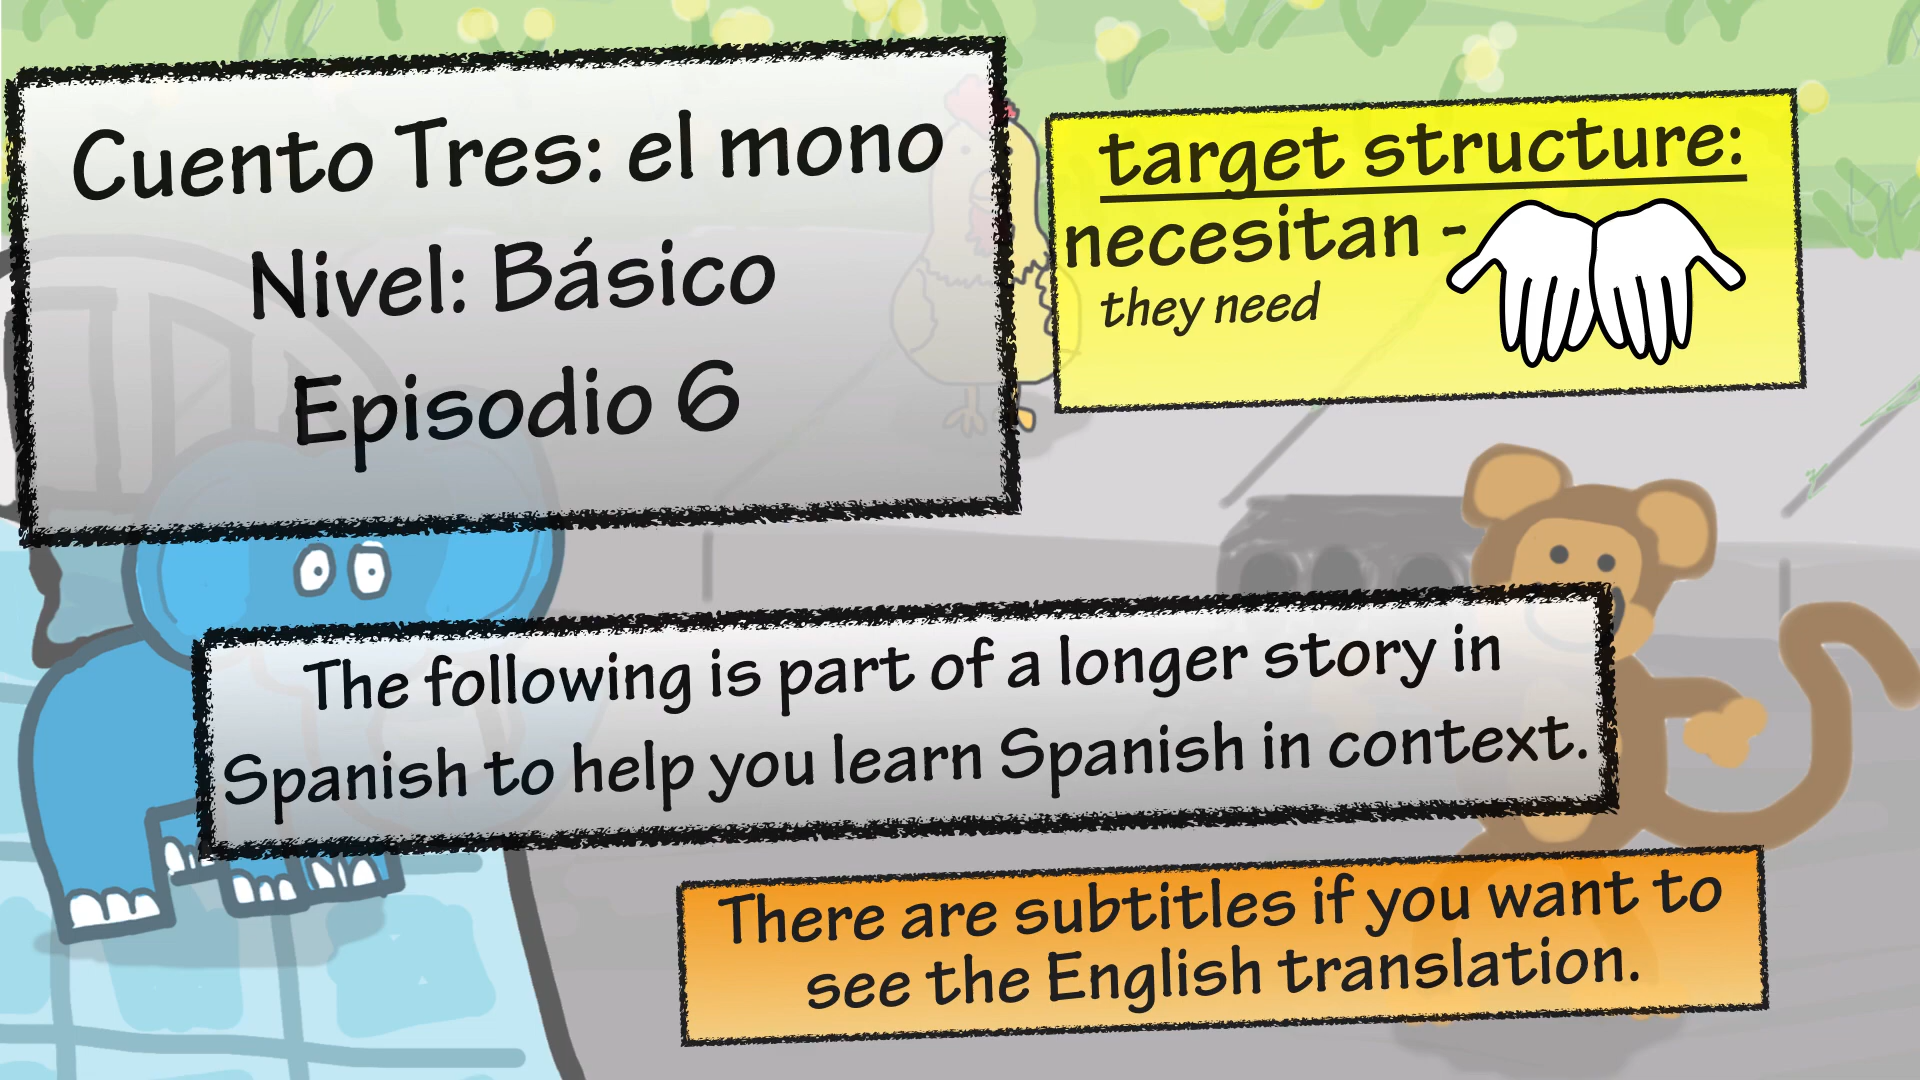 Cuento Tres: el mono
Nivel: Básico
Episodio 6
target structure:
necesitan -
they need
The following is part of a longer story in
Spanish to help you learn Spanish in context.
There are subtitles if you want to
see the English translation.